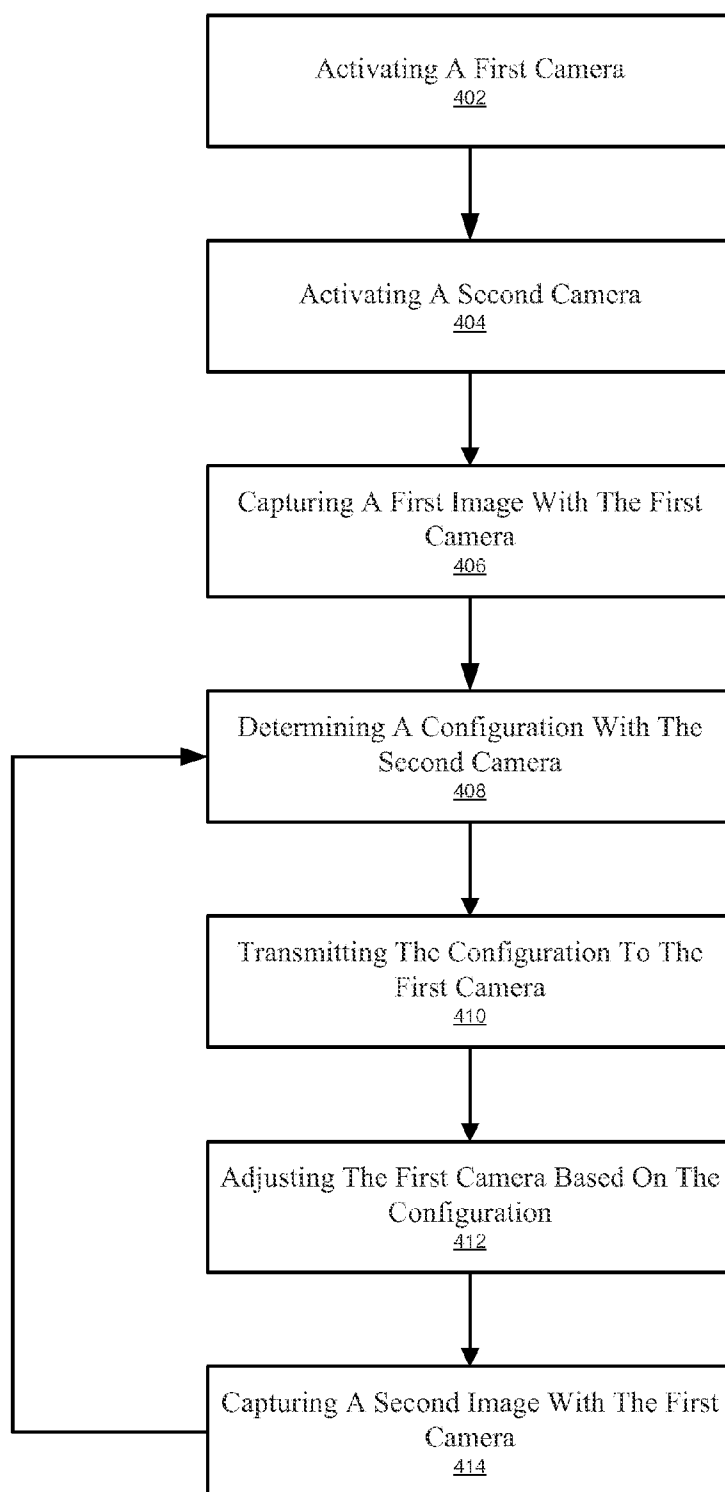 Activating A First Camera
402
Activating A Second Camera
404
Capturing A First Image With The First
Camera
406
Determining A Configuration With The
Second Camera
408
Transmitting The Configuration To The
First Camera
410
Adjusting The First Camera Based On The
Configuration
412
Capturing A Second Image With The First
Camera
414